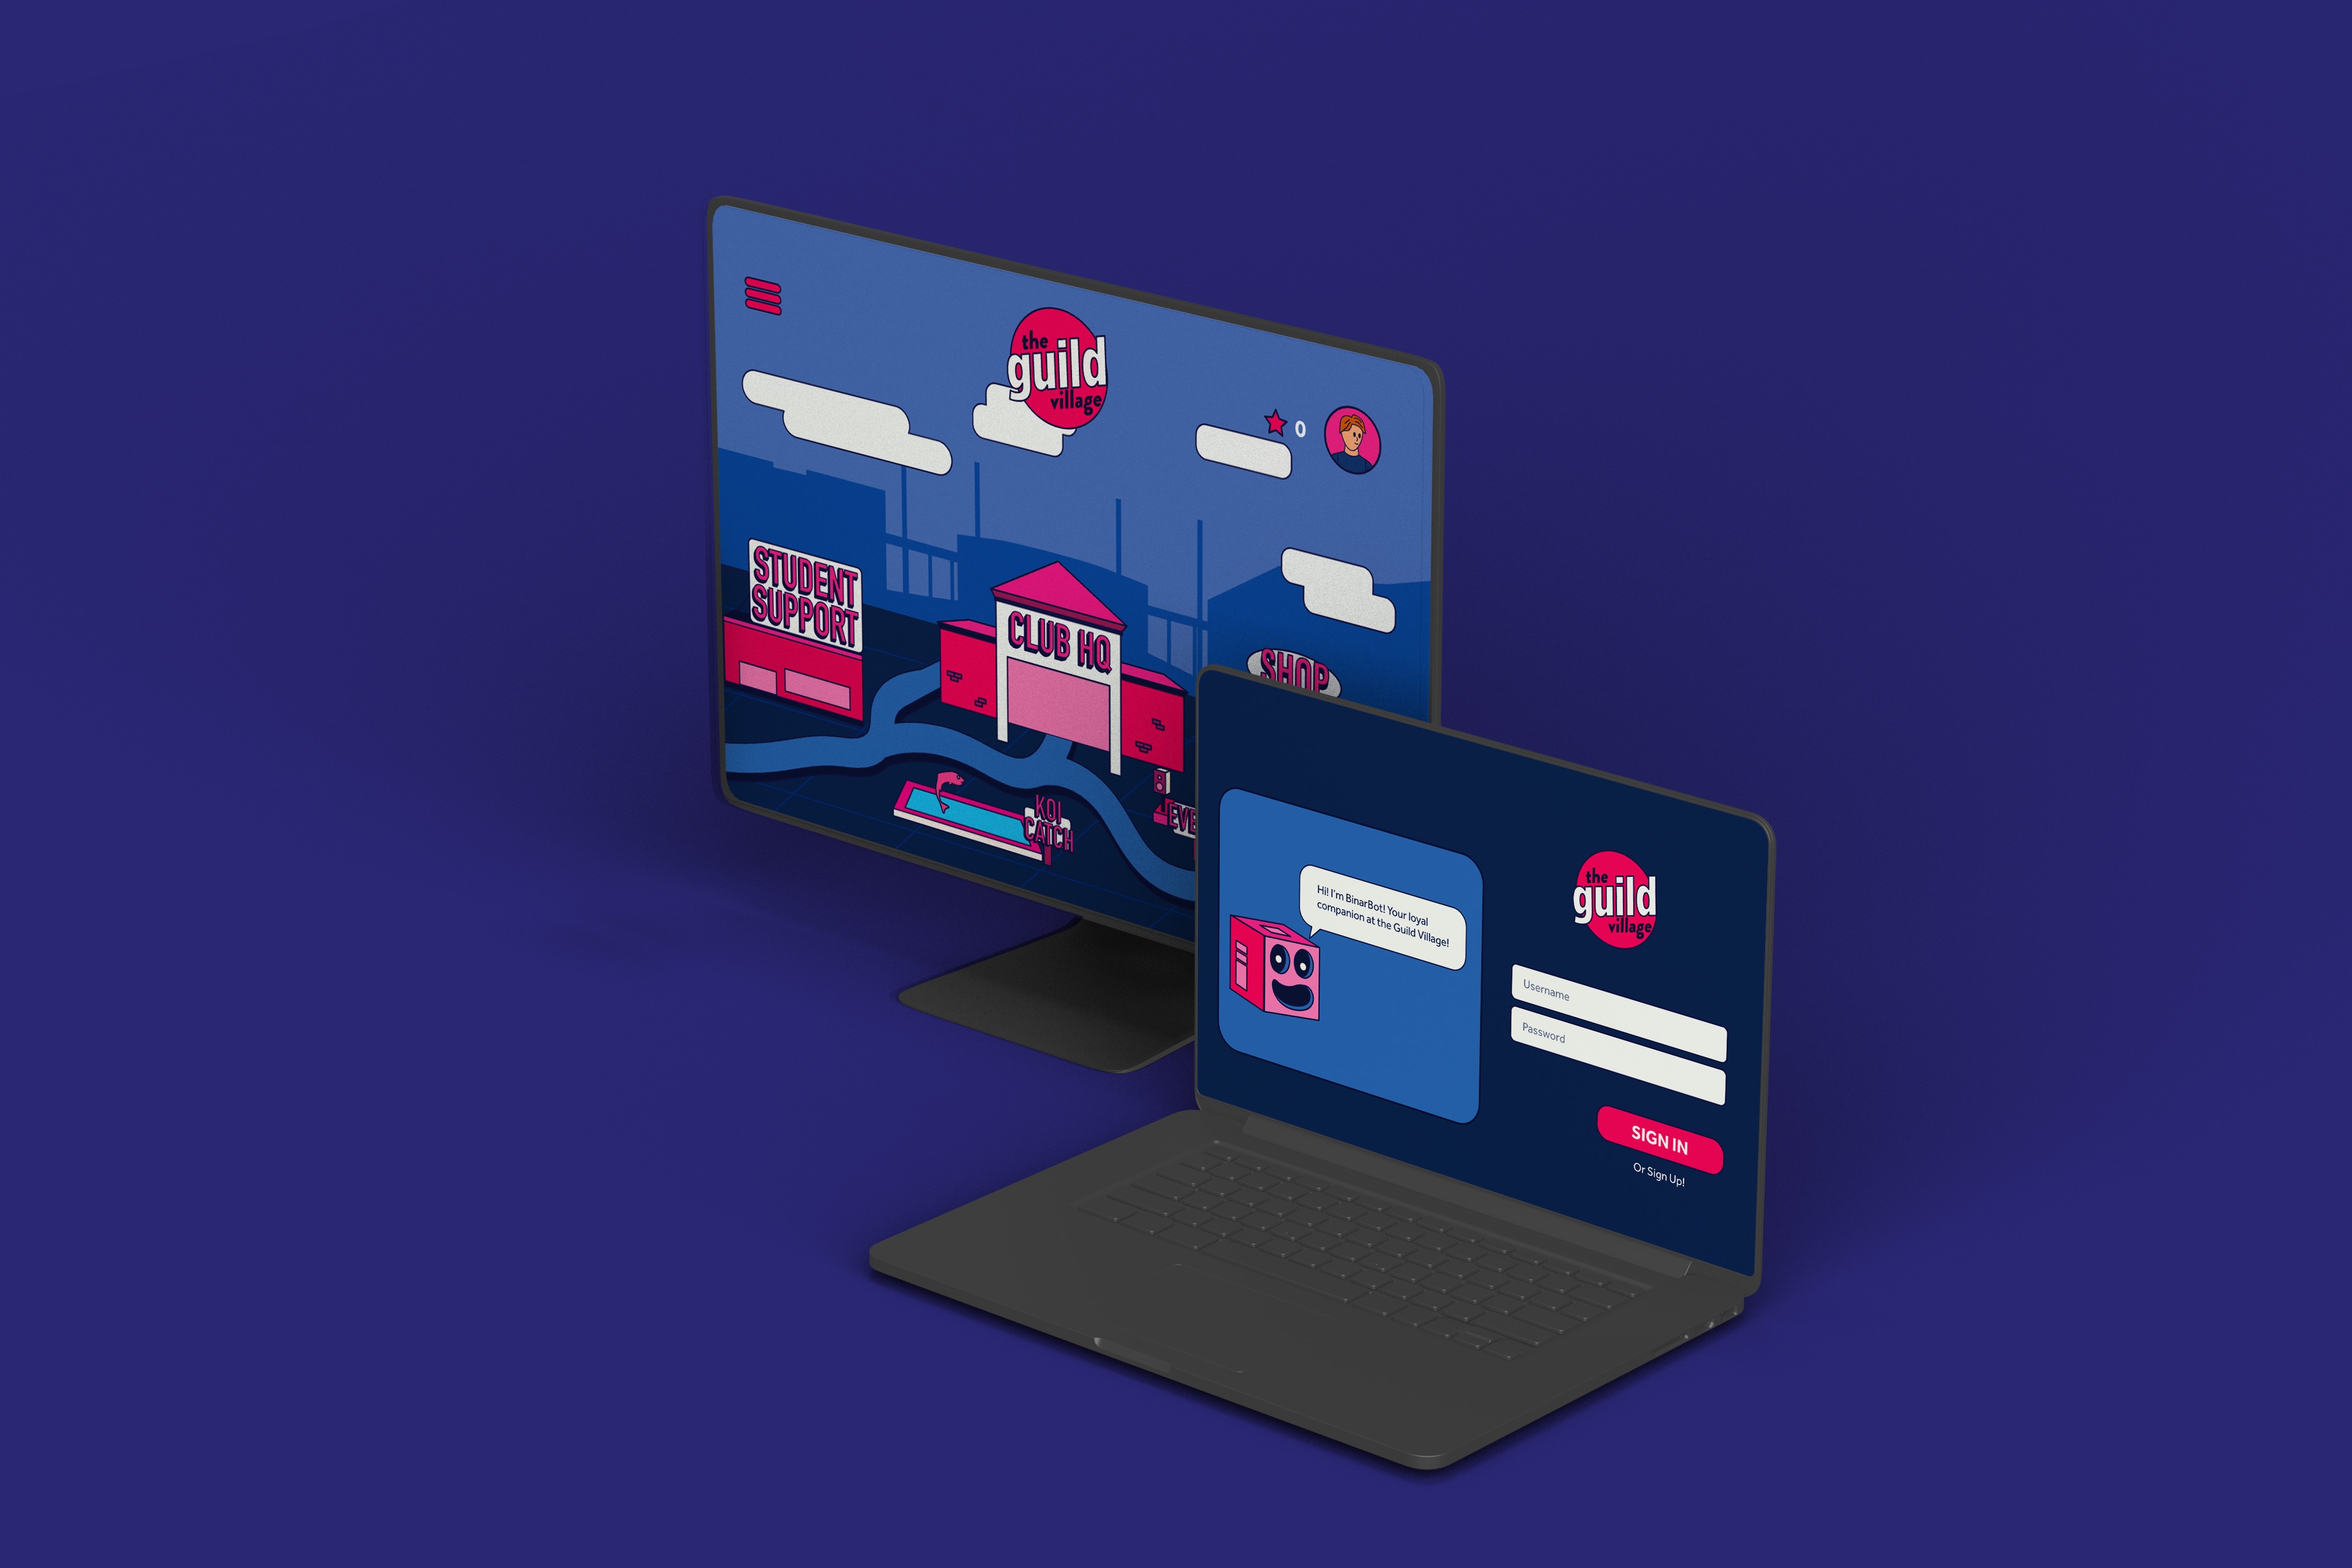 the
guild
village
0
STUDENT
SUPPORT
CLUB HQ
SHOP
KOI
CATCH
Hi! I'm BinarBot! Your loyal
companion at the Guild Village!
the
guild
village
Username
Password
SIGN IN
Or Sign Up!